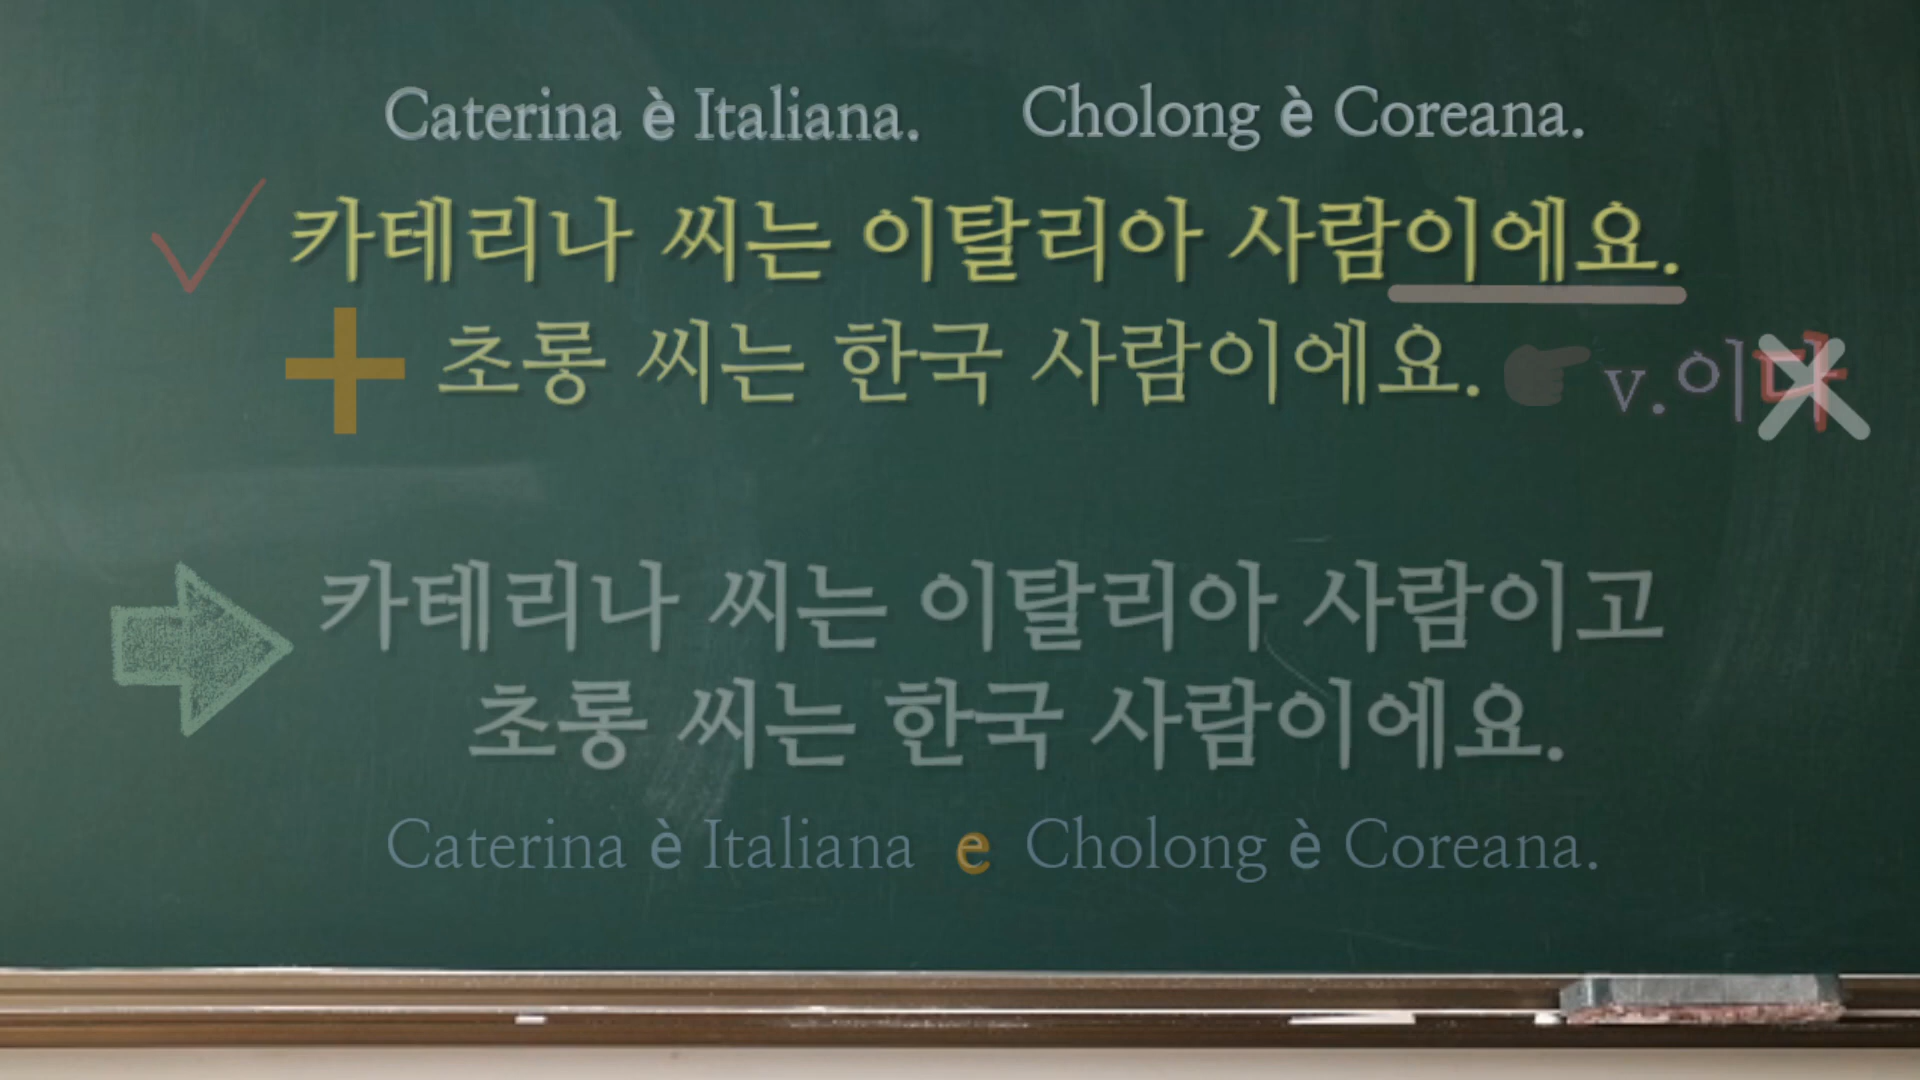 Caterina è Italiana. Cholong è Coreana.
카테리나 씨는 이탈리아 사람이에요.
초롱 씨는 한국 사람이에요. v.이다
카테리나 씨는 이탈리아 사람이고
초롱 씨는 한국 사람이에요.
Caterina è Italiana e Cholong è Coreana.